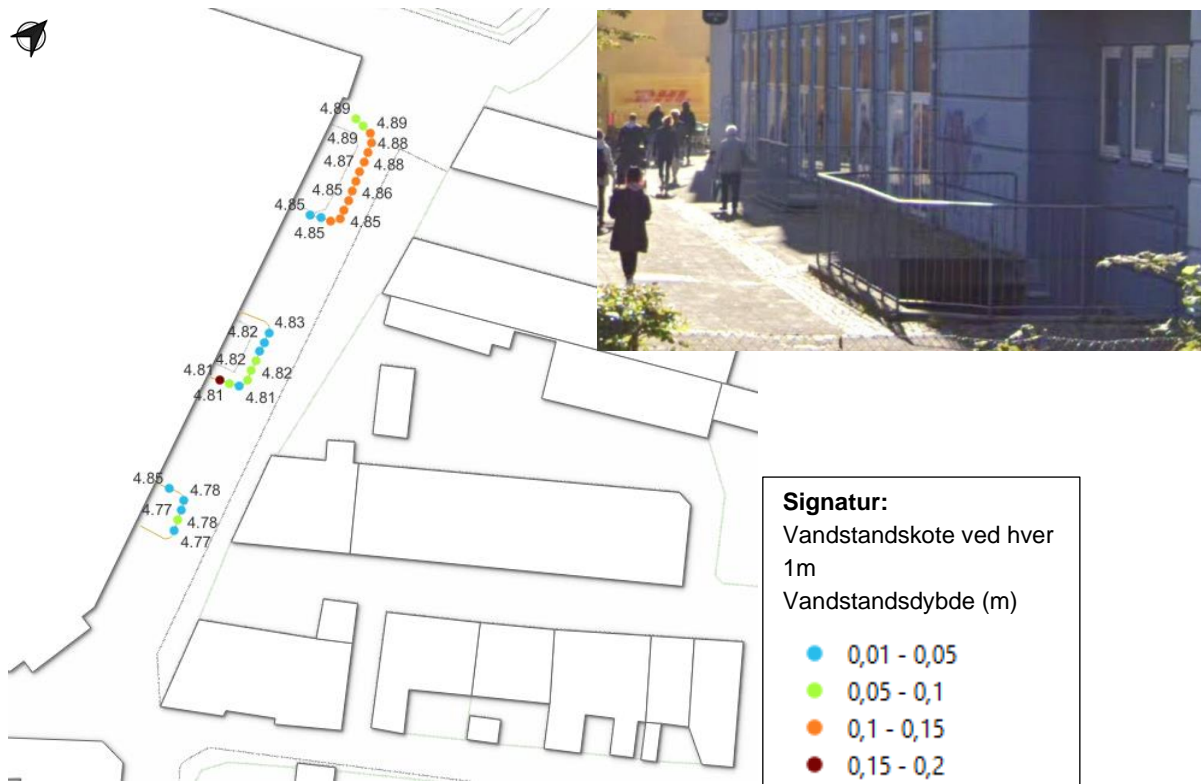 DHL
4.89
4.89
4.89
4.88
4.87
4.88
4.85
4.86
4.85
4.85
4.85
4.83
4.82
4.82
4.81
4.82
4.81
4.81
4.85
4.78
4.77
4.78
4.77
Signatur:
Vandstandskote ved hver
1m
Vandstandsdybde (m)
0,01 - 0,05
0,05 - 0,1
0,1 - 0,15
0,15 - 0,2